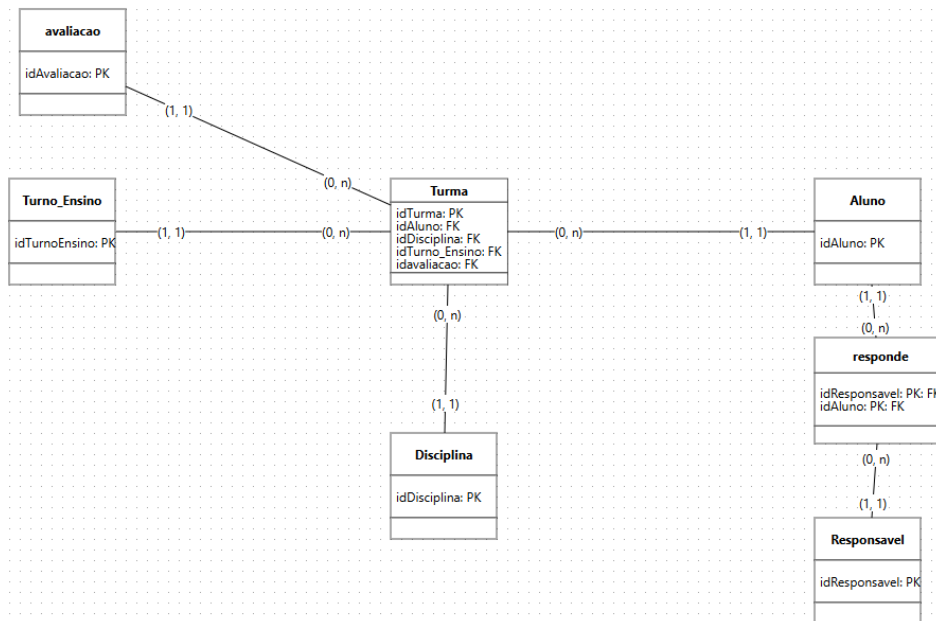 avaliacao
idAvaliacao: PK
(1, 1)
(0, n)
Turno_Ensino
idTurnoEnsino: PK
(1, 1)
(0, n)
Turma
idTurma: PK
idAluno: FK
idDisciplina: FK
idTurno_Ensino: FK
idavaliacao: FK
(0, n)
(1, 1)
Aluno
idAluno: PK
(1, 1)
(0, n)
responde
idResponsavel: PK: FK
idAluno: PK: FK
(0, n)
(1, 1)
Responsavel
idResponsavel: PK
(0, n)
(1, 1)
Disciplina
idDisciplina: PK